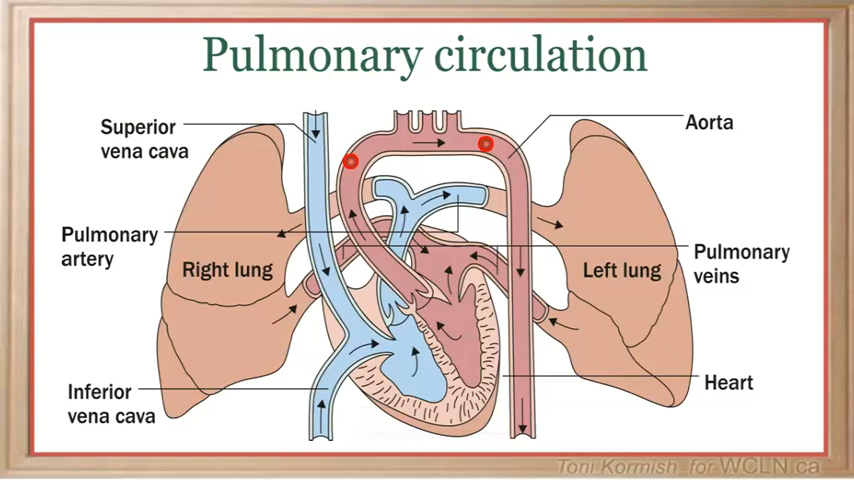 Pulmonary circulation
Superior
vena cava
Aorta
Pulmonary
artery
Right lung
Left lung
Pulmonary
veins
Inferior
vena cava
Heart
Toni Kormish for WCLN.ca